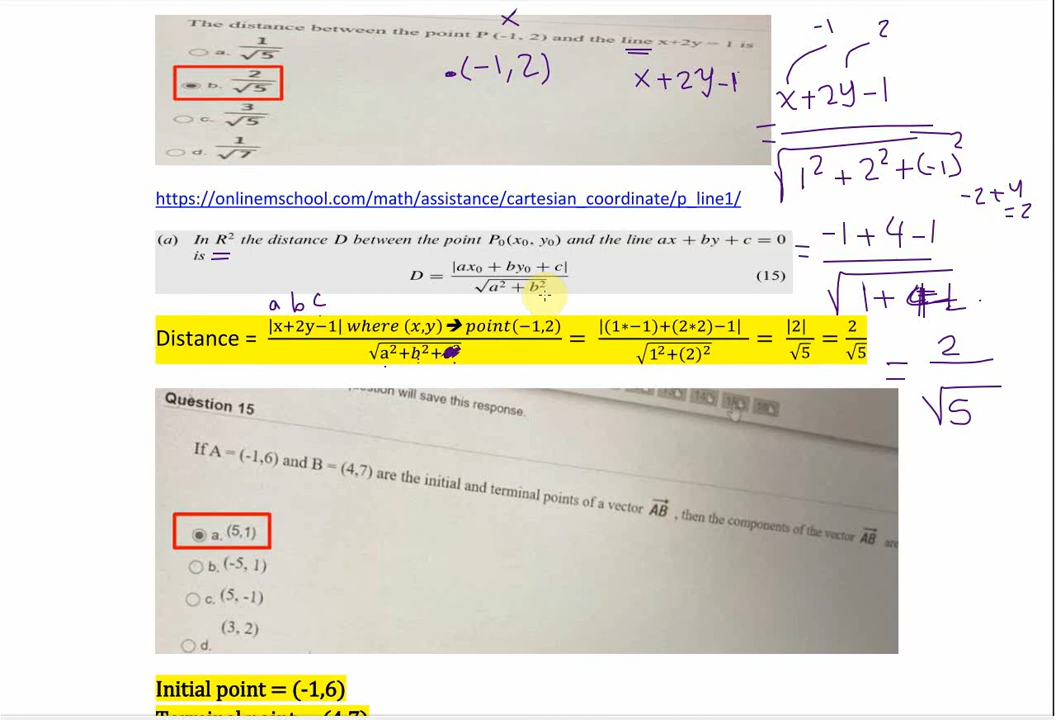 The distance between the point P (-1, 2) and the line x+2y-1 is
a. 1/√5
b. 2/√5
c. 3/√5
d. 1/√7
x
.(-1,2)
x+2y-1
-1 2
x+2y-1
= √1²+2²+(-1)²
-2+4
=2
= -1+4-1
√1+4
= 2
√5
https://onlinemschool.com/math/assistance/cartesian_coordinate/p_line1/
(a) In R² the distance D between the point P₀(x₀, y₀) and the line ax + by + c = 0
is =
D = |ax₀ + by₀ + c| / √a² + b² (15)
a b c
Distance = |x+2y−1| where (x,y)➔point(−1,2) / √a²+b²+ = |(1∗−1)+(2∗2)−1| / √1²+(2)² = |2| / √5 = 2 / √5
will save this response.
Question 15
If A = (-1,6) and B = (4,7) are the initial and terminal points of a vector AB , then the components of the vector AB are
a. (5,1)
b. (-5, 1)
c. (5, -1)
(3, 2)
d.
Initial point = (-1,6)
Terminal point = (4,7)